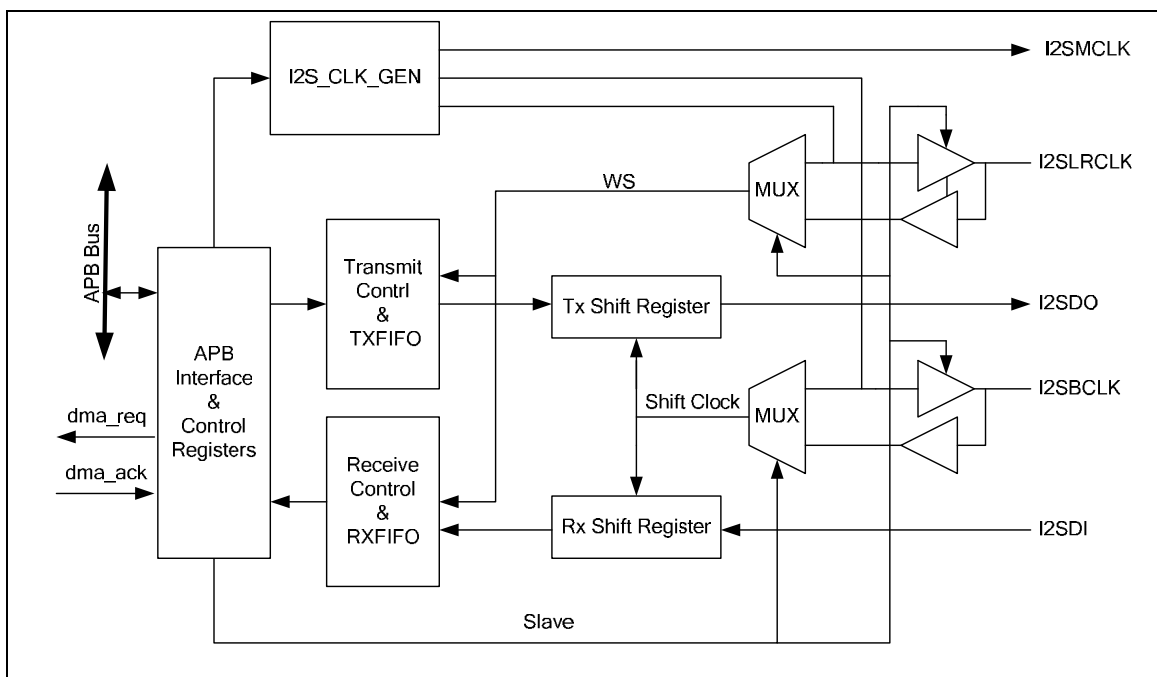 I2S_CLK_GEN
I2SMCLK
I2SLRCLK
MUX
WS
APB Bus
Transmit
Contrl
&
TXFIFO
Tx Shift Register
I2SDO
APB
Interface
&
Control
Registers
dma_req
dma_ack
Shift Clock
MUX
I2SBCLK
Receive
Control
&
RXFIFO
Rx Shift Register
I2SDI
Slave